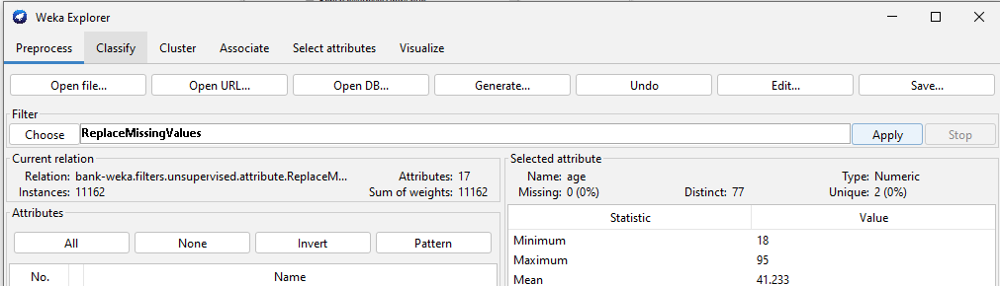 Weka Explorer
Preprocess Classify Cluster Associate Select attributes Visualize
Open file... Open URL... Open DB... Generate... Undo Edit... Save...
Filter
Choose ReplaceMissingValues Apply Stop
Current relation
Relation: bank-weka.filters.unsupervised.attribute.ReplaceM... Attributes: 17
Instances: 11162 Sum of weights: 11162
Selected attribute
Name: age Type: Numeric
Missing: 0 (0%) Distinct: 77 Unique: 2 (0%)
Attributes
All None Invert Pattern
No. Name
Statistic Value
Minimum 18
Maximum 95
Mean 41.233